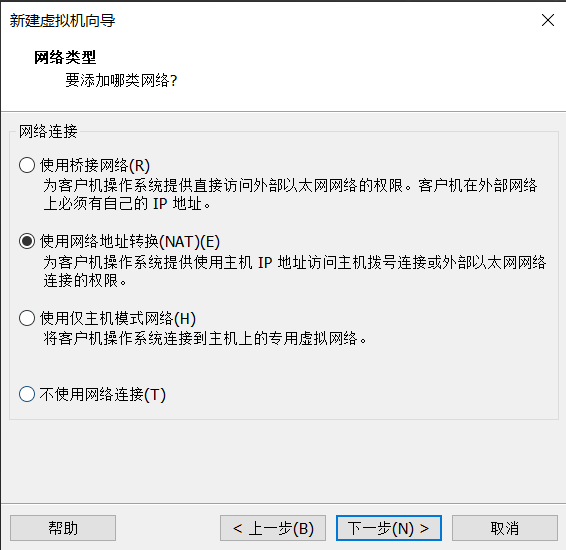 新建虚拟机向导
网络类型
要添加哪类网络?
网络连接
使用桥接网络(R)
为客户机操作系统提供直接访问外部以太网网络的权限。客户机在外部网络
上必须有自己的 IP 地址。
使用网络地址转换(NAT)(E)
为客户机操作系统提供使用主机 IP 地址访问主机拨号连接或外部以太网网络
连接的权限。
使用仅主机模式网络(H)
将客户机操作系统连接到主机上的专用虚拟网络。
不使用网络连接(T)
帮助
< 上一步(B)
下一步(N) >
取消